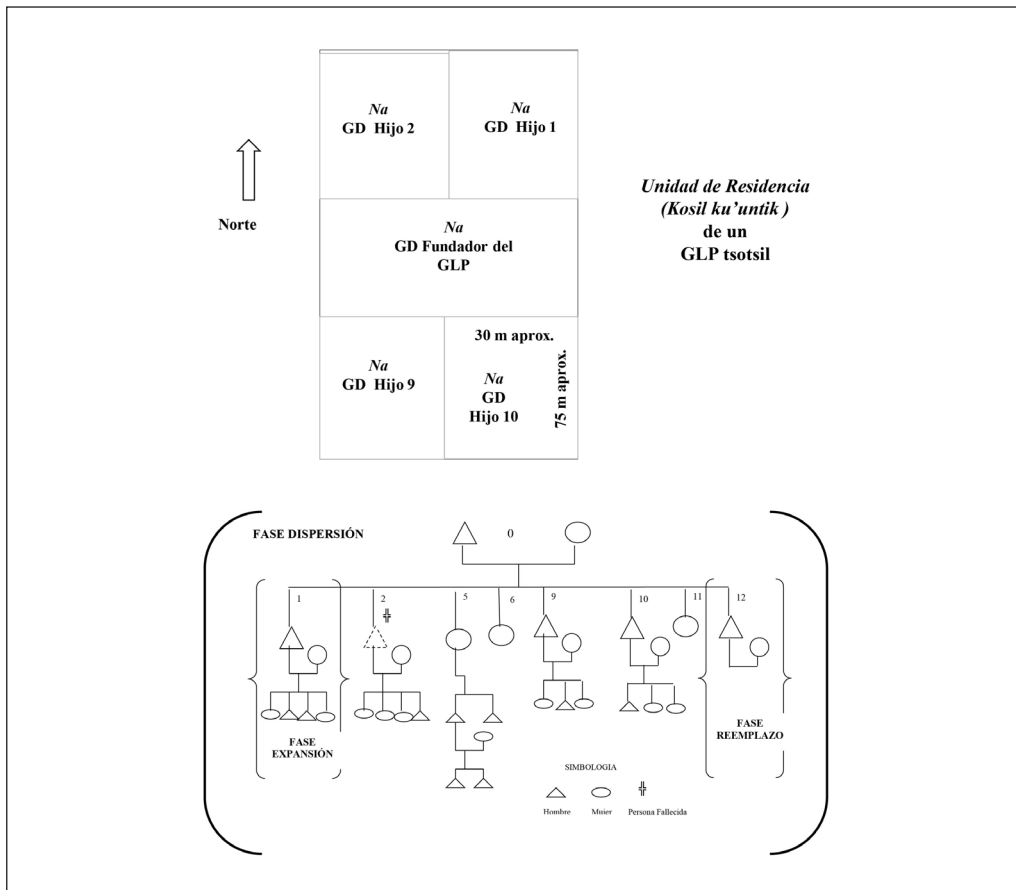 Na
GD Hijo 2
Na
GD Hijo 1
Norte
Unidad de Residencia
(Kosil ku’untik )
de un
GLP tsotsil
Na
GD Fundador del
GLP
30 m aprox.
75 m aprox.
Na
GD Hijo 9
Na
GD
Hijo 10
FASE DISPERSIÓN
0
1
2
5
6
9
10
11
12
FASE
EXPANSIÓN
FASE
REEMPLAZO
SIMBOLOGIA
Hombre
Mujer
Persona Fallecida